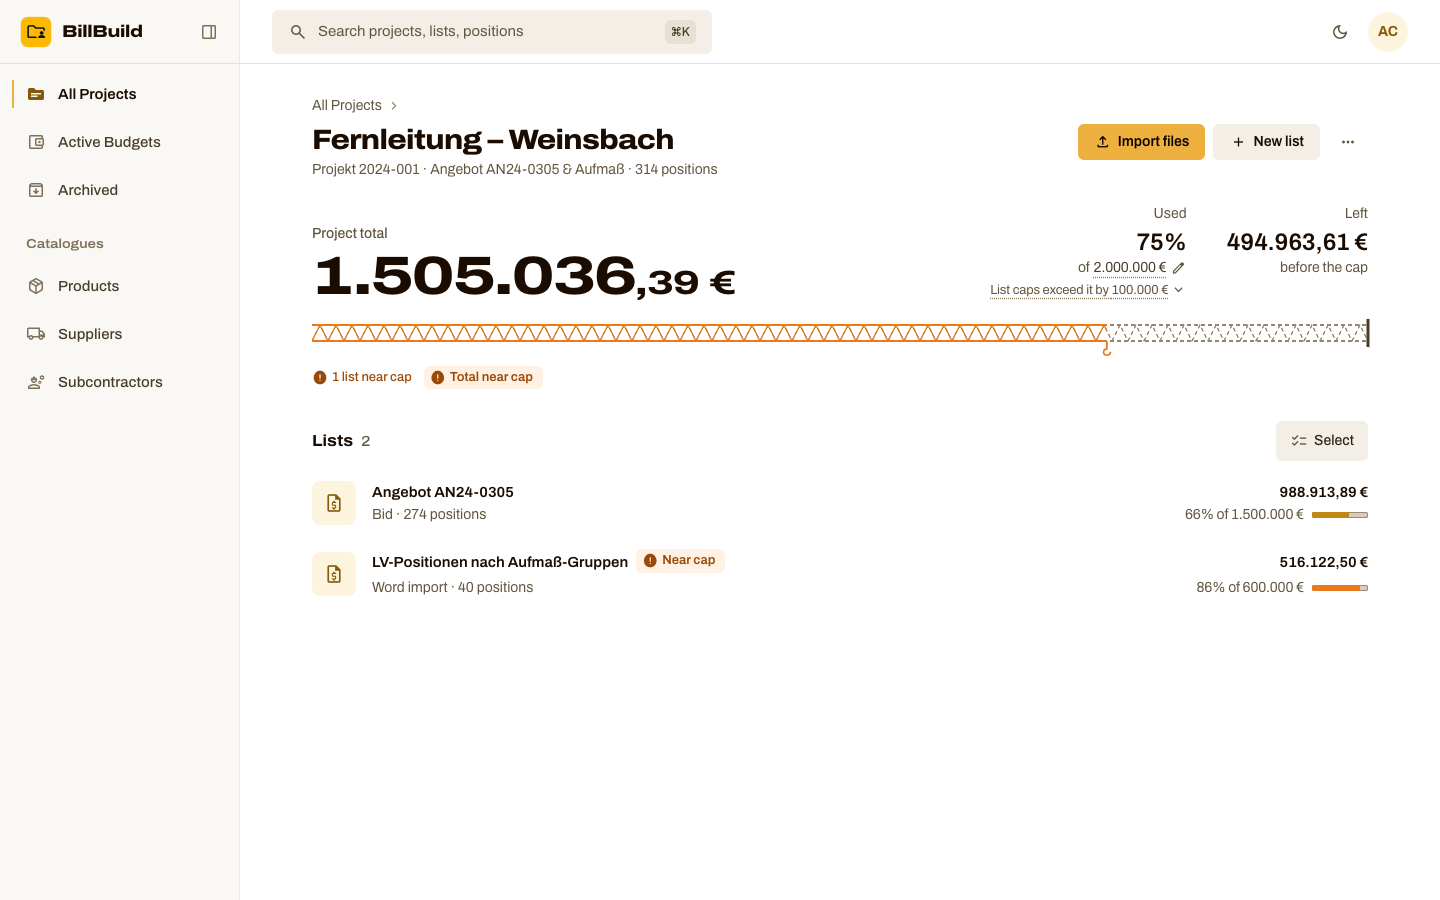 BillBuild
Search projects, lists, positions
⌘K
AC
All Projects
Active Budgets
Archived
Catalogues
Products
Suppliers
Subcontractors
All Projects
Fernleitung – Weinsbach
Projekt 2024-001 · Angebot AN24-0305 & Aufmaß · 314 positions
Import files
New list
Project total
1.505.036,39 €
Used
75%
of 2.000.000 €
List caps exceed it by 100.000 €
Left
494.963,61 €
before the cap
1 list near cap
Total near cap
Lists 2
Select
Angebot AN24-0305
988.913,89 €
Bid · 274 positions
66% of 1.500.000 €
LV-Positionen nach Aufmaß-Gruppen
Near cap
516.122,50 €
Word import · 40 positions
86% of 600.000 €